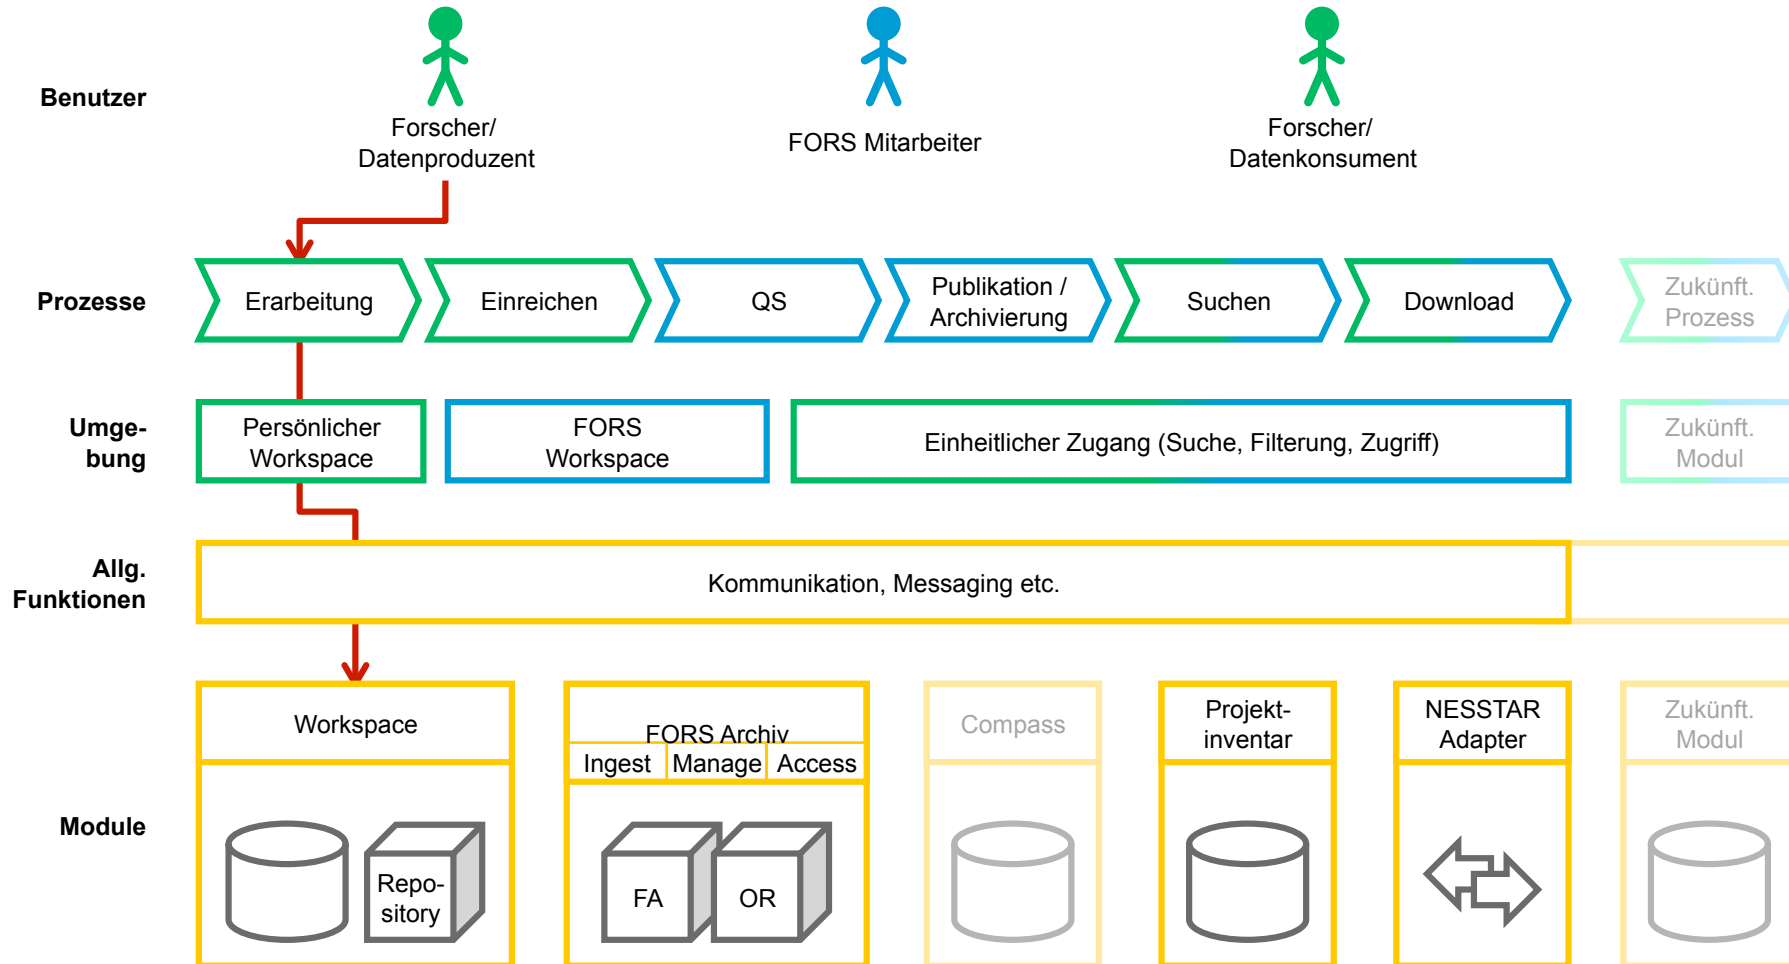 Benutzer
Forscher/
Datenproduzent
FORS Mitarbeiter
Forscher/
Datenkonsument
Prozesse
Erarbeitung
Einreichen
QS
Publikation /
Archivierung
Suchen
Download
Zukünft.
Prozess
Umge-
bung
Persönlicher
Workspace
FORS
Workspace
Einheitlicher Zugang (Suche, Filterung, Zugriff)
Zukünft.
Modul
Allg.
Funktionen
Kommunikation, Messaging etc.
Module
Workspace
Repo-
sitory
FORS Archiv
Ingest
Manage
Access
FA
OR
Compass
Projekt-
inventar
NESSTAR
Adapter
Zukünft.
Modul